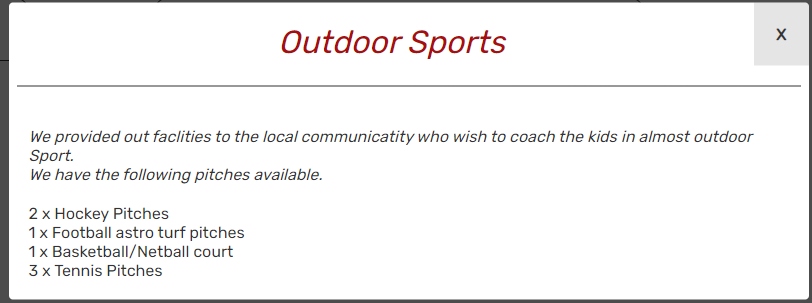 Outdoor Sports
x
We provided out faclities to the local communicatity who wish to coach the kids in almost outdoor
Sport.
We have the following pitches available.
2 x Hockey Pitches
1 x Football astro turf pitches
1 x Basketball/Netball court
3 x Tennis Pitches